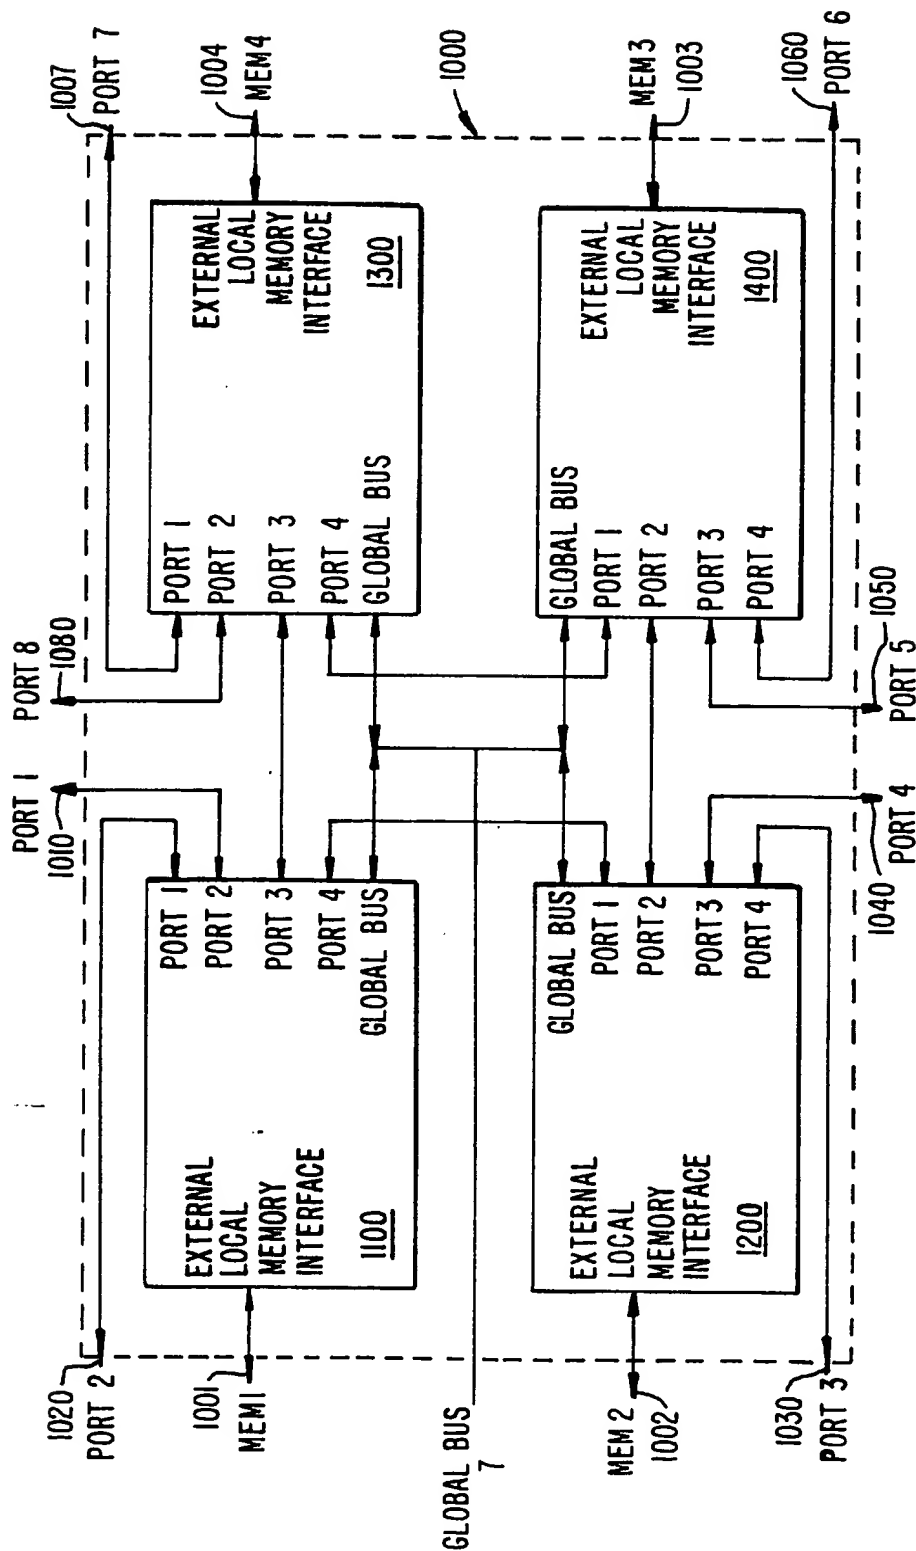 PORT 1
1010
PORT 8
1080
1020
PORT 2
1007
PORT 7
PORT 1
PORT 2
PORT 3
PORT 4
GLOBAL BUS
EXTERNAL
LOCAL
MEMORY
INTERFACE
1100
1001
MEM 1
PORT 1
PORT 2
PORT 3
PORT 4
GLOBAL BUS
EXTERNAL
LOCAL
MEMORY
INTERFACE
1300
1004
MEM 4
GLOBAL BUS
7
1000
GLOBAL BUS
PORT 1
PORT 2
PORT 3
PORT 4
EXTERNAL
LOCAL
MEMORY
INTERFACE
1200
MEM 2
1002
GLOBAL BUS
PORT 1
PORT 2
PORT 3
PORT 4
EXTERNAL
LOCAL
MEMORY
INTERFACE
1400
MEM 3
1003
1030
PORT 3
1040
PORT 4
1050
PORT 5
1060
PORT 6